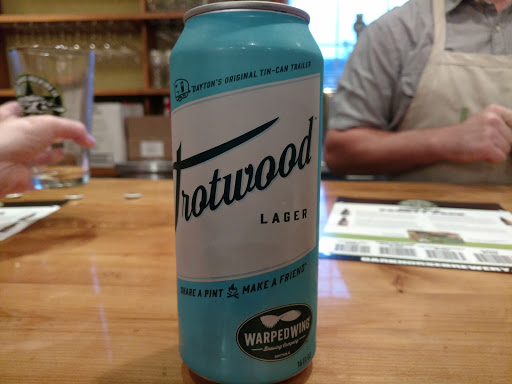 DAYTON'S ORIGINAL TIN-CAN TRAILER
Trotwood
LAGER
SHARE A PINT MAKE A FRIEND
WARPED WING
Brewing Company